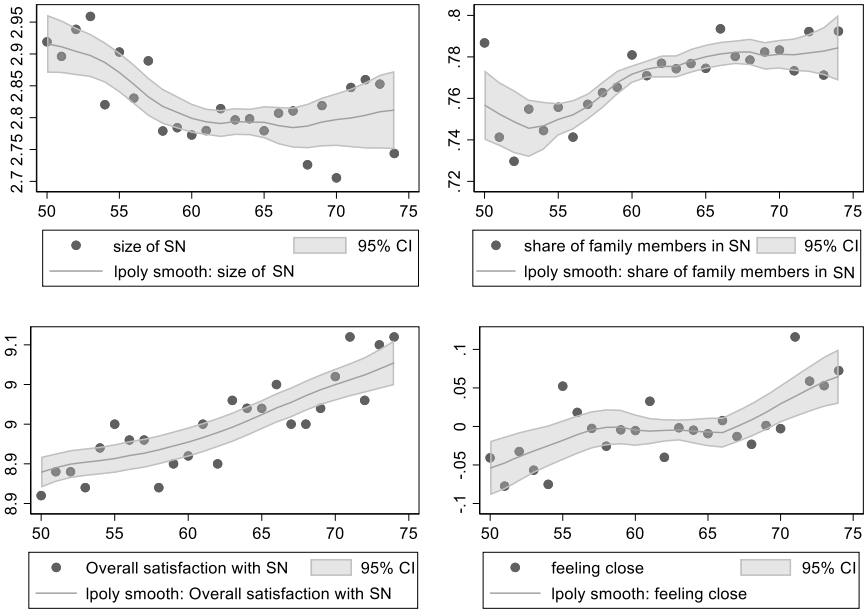 2.7 2.75 2.8 2.85 2.9 2.95
50 55 60 65 70 75
size of SN 95% CI
lpoly smooth: size of SN
.72 .74 .76 .78 .8
50 55 60 65 70 75
share of family members in SN 95% CI
lpoly smooth: share of family members in SN
8.9 8.9 9 9 9.1
50 55 60 65 70 75
Overall satisfaction with SN 95% CI
lpoly smooth: Overall satisfaction with SN
-.1 -.05 0 .05 .1
50 55 60 65 70 75
feeling close 95% CI
lpoly smooth: feeling close